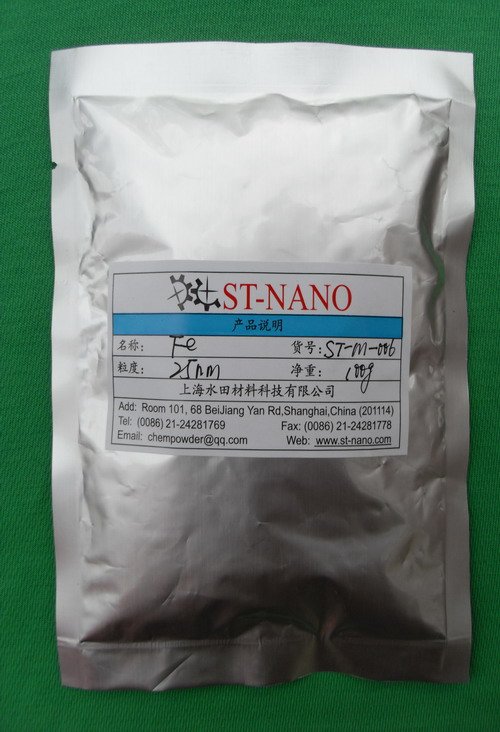 ST-NANO
产品说明
名称: Fe 货号: ST-M-006
粒度: 25nm 净重: 100g
上海水田材料科技有限公司
Add: Room 101, 68 BeiJiang Yan Rd,Shanghai,China (201114)
Tel: (0086) 21-24281769 Fax: (0086) 21-24281778
Email: chempowder@qq.com Web: www.st-nano.com